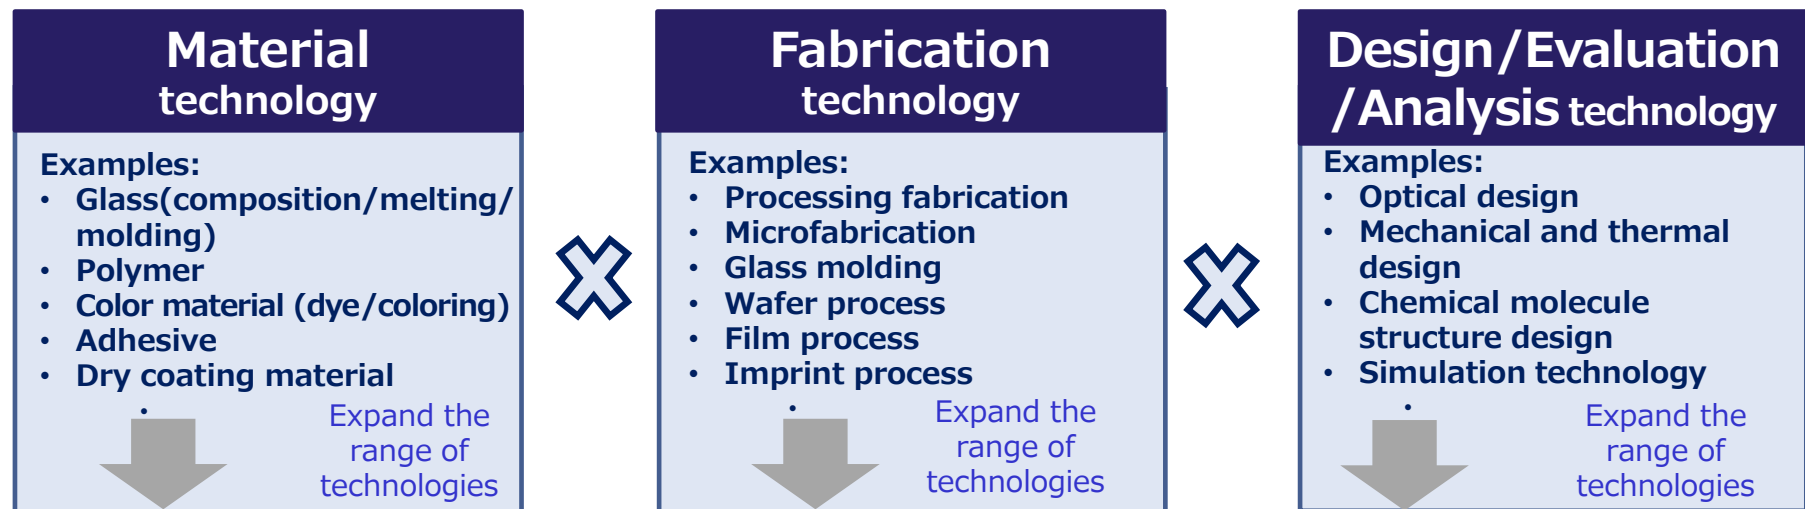 Material
technology
Examples:
• Glass(composition/melting/
molding)
• Polymer
• Color material (dye/coloring)
• Adhesive
• Dry coating material
•
Expand the
range of
technologies
Fabrication
technology
Examples:
• Processing fabrication
• Microfabrication
• Glass molding
• Wafer process
• Film process
• Imprint process
•
Expand the
range of
technologies
Design/Evaluation
/Analysis technology
Examples:
• Optical design
• Mechanical and thermal
design
• Chemical molecule
structure design
• Simulation technology
•
Expand the
range of
technologies